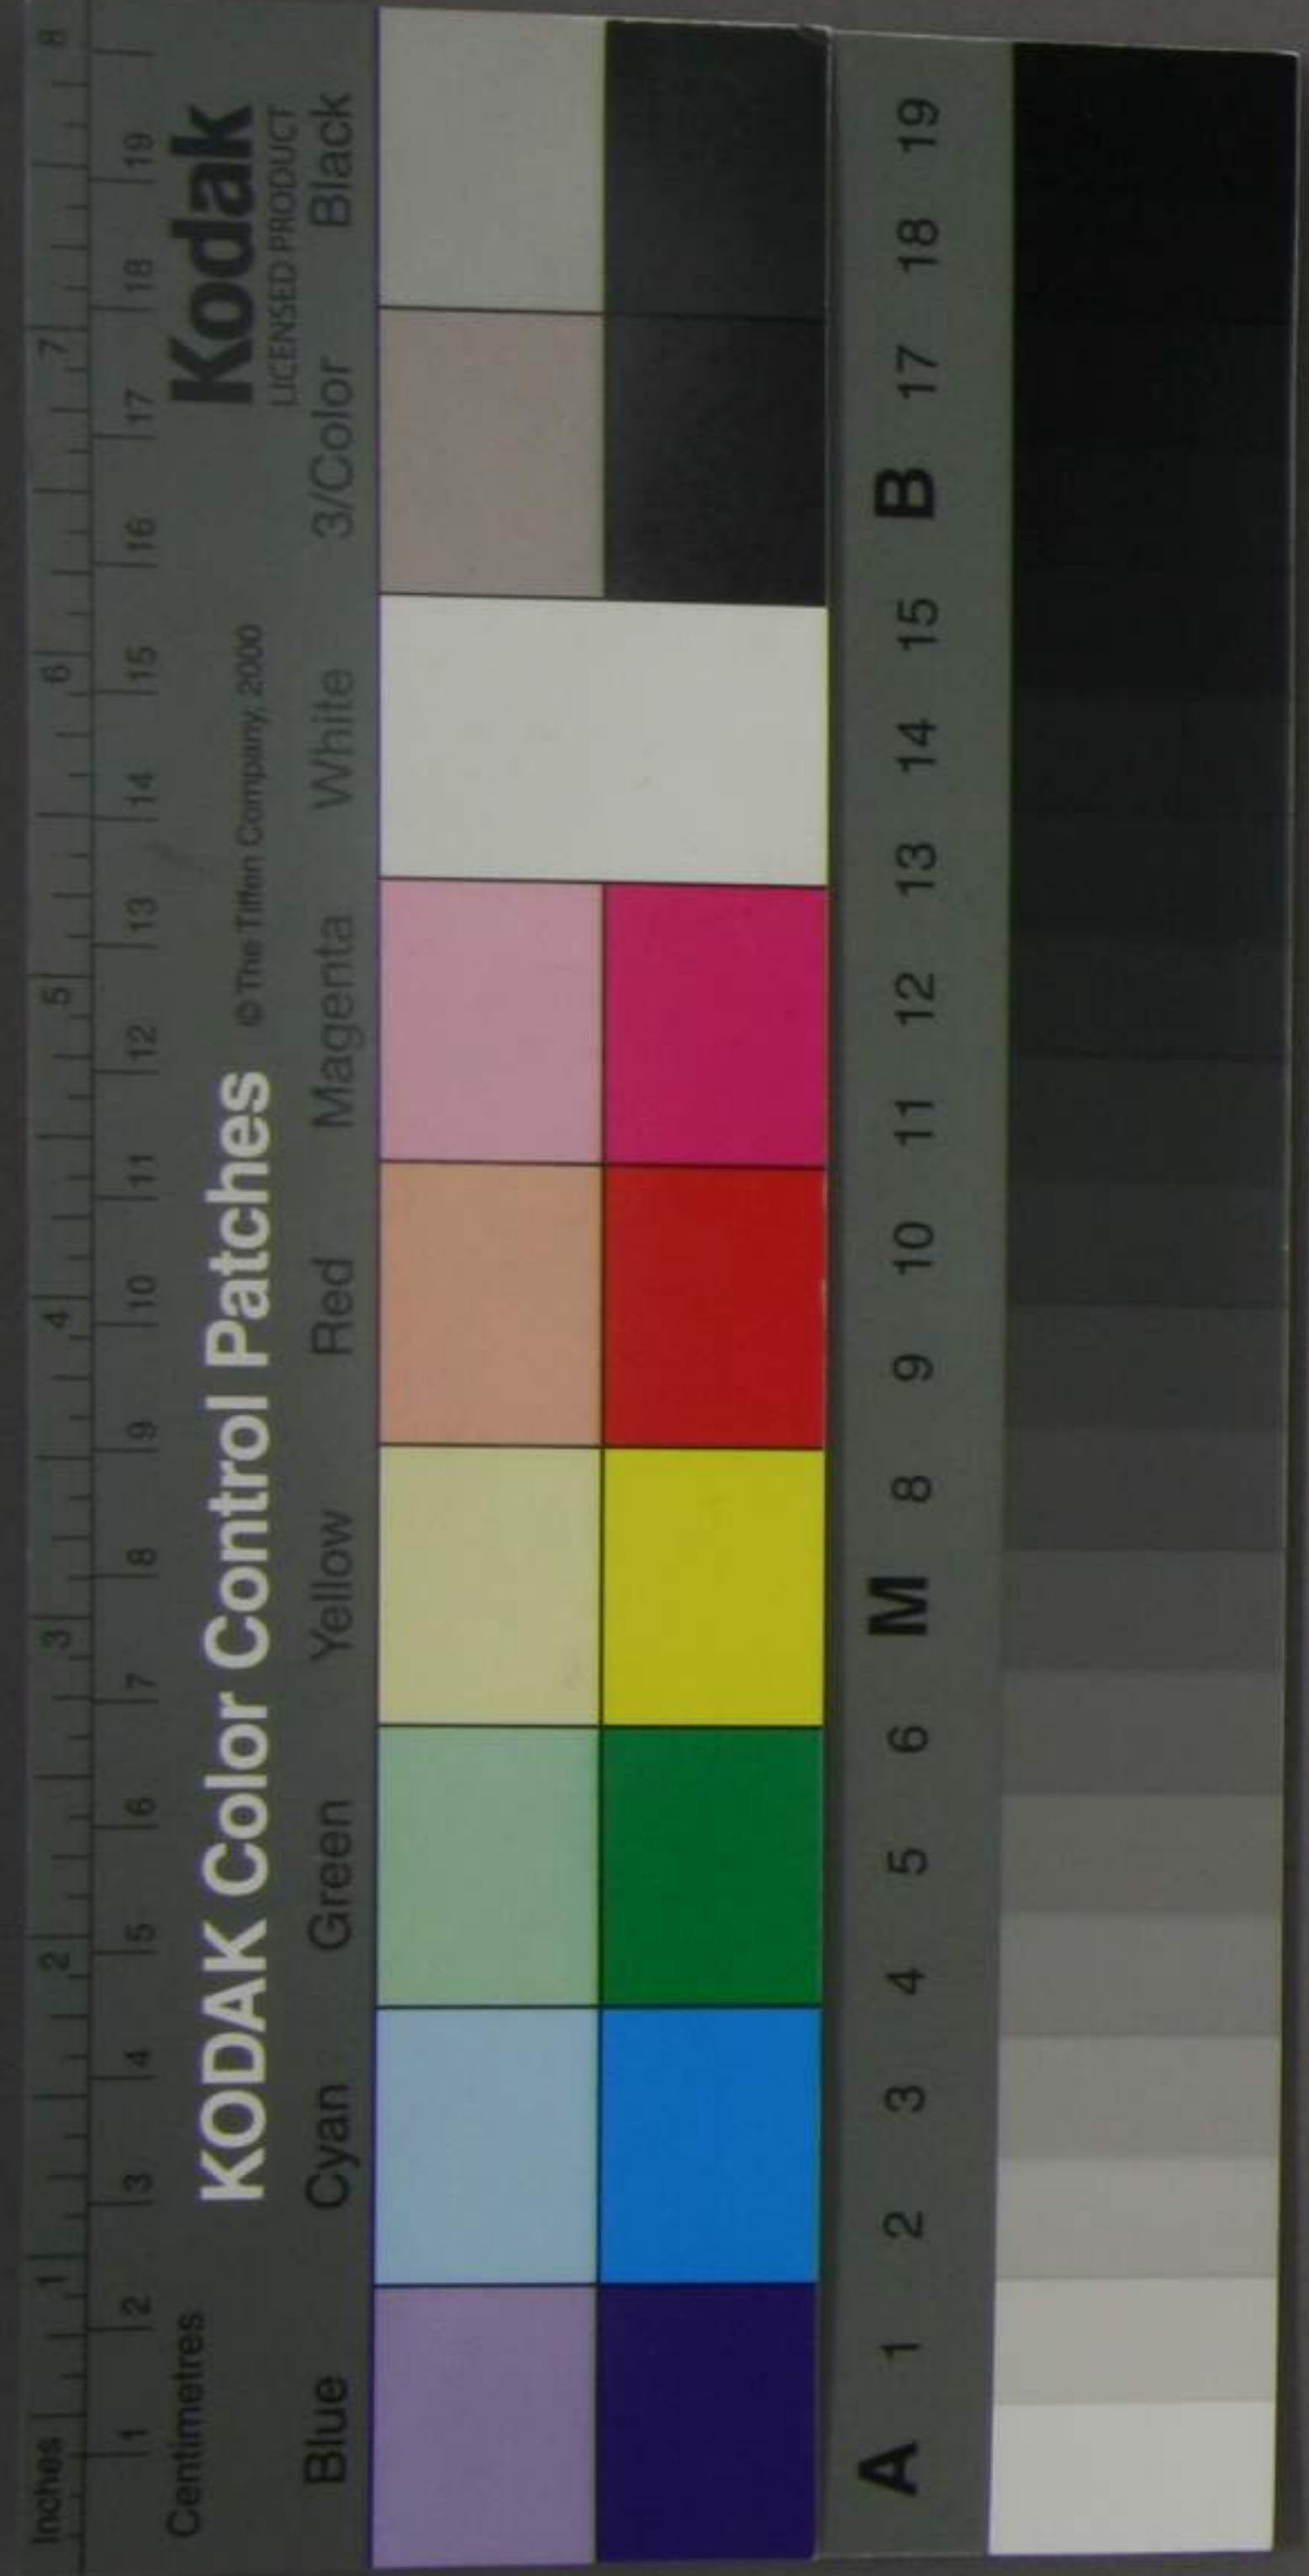 Inches 1 2 3 4 5 6 7 8
Centimetres 1 2 3 4 5 6 7 8 9 10 11 12 13 14 15 16 17 18 19
KODAK Color Control Patches © The Tiffen Company, 2000
Kodak
LICENSED PRODUCT
Blue Cyan Green Yellow Red Magenta White 3/Color Black
A 1 2 3 4 5 6 M 8 9 10 11 12 13 14 15 B 17 18 19